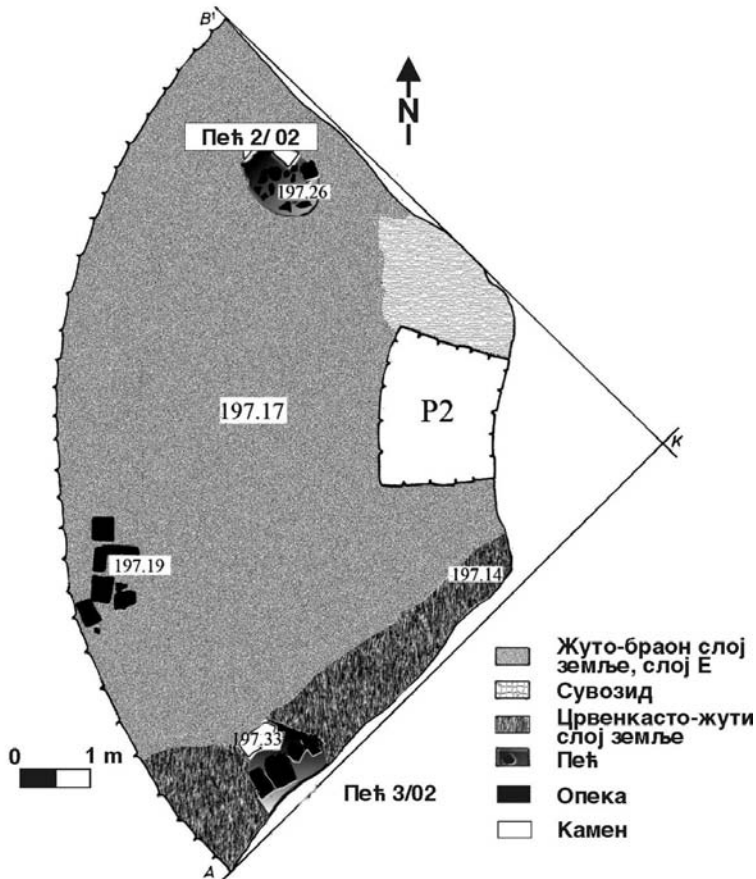 B¹
N
Пећ 2/ 02
197.26
197.17
P2
K
197.19
197.14
Жуто-браон слој
земље, слој Е
Сувозид
Црвенкасто-жути
слој земље
Пећ
Опека
Камен
197.33
0 1 m
Пећ 3/02
A